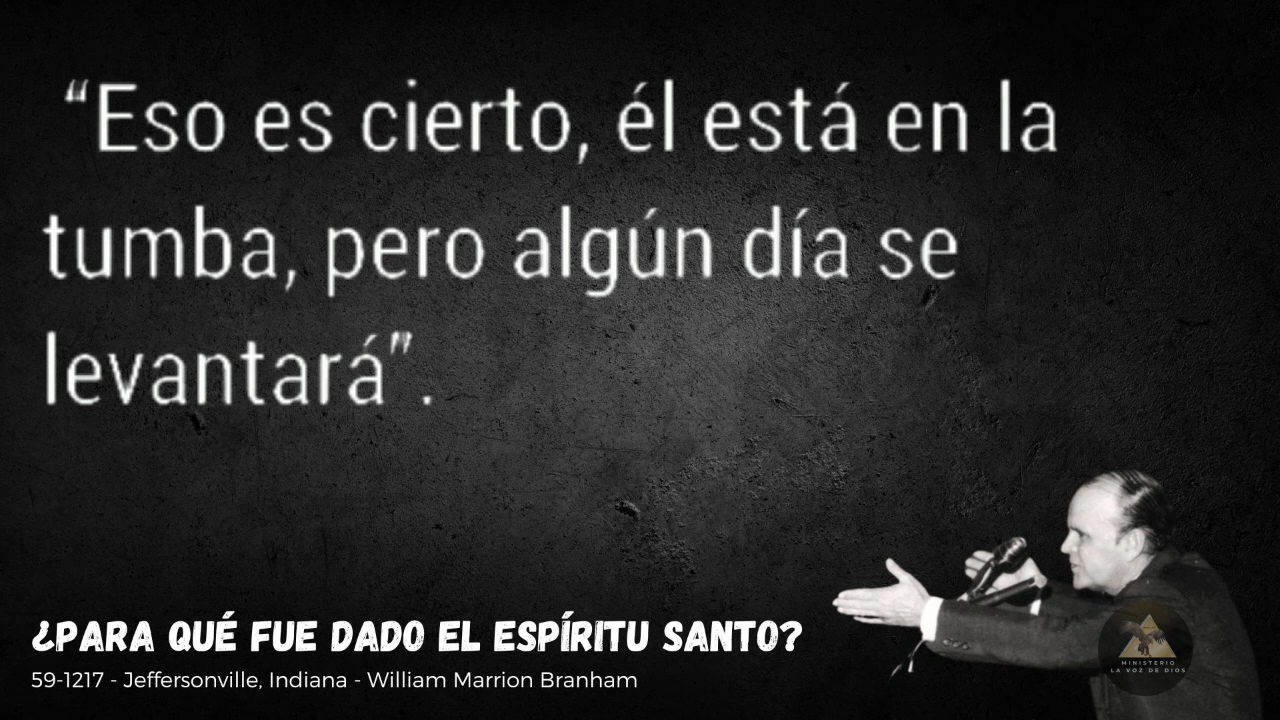 “Eso es cierto, él está en la
tumba, pero algún día se
levantará”.
¿PARA QUÉ FUE DADO EL ESPÍRITU SANTO?
59-1217 - Jeffersonville, Indiana - William Marrion Branham
MINISTERIO
LA VOZ DE DIOS